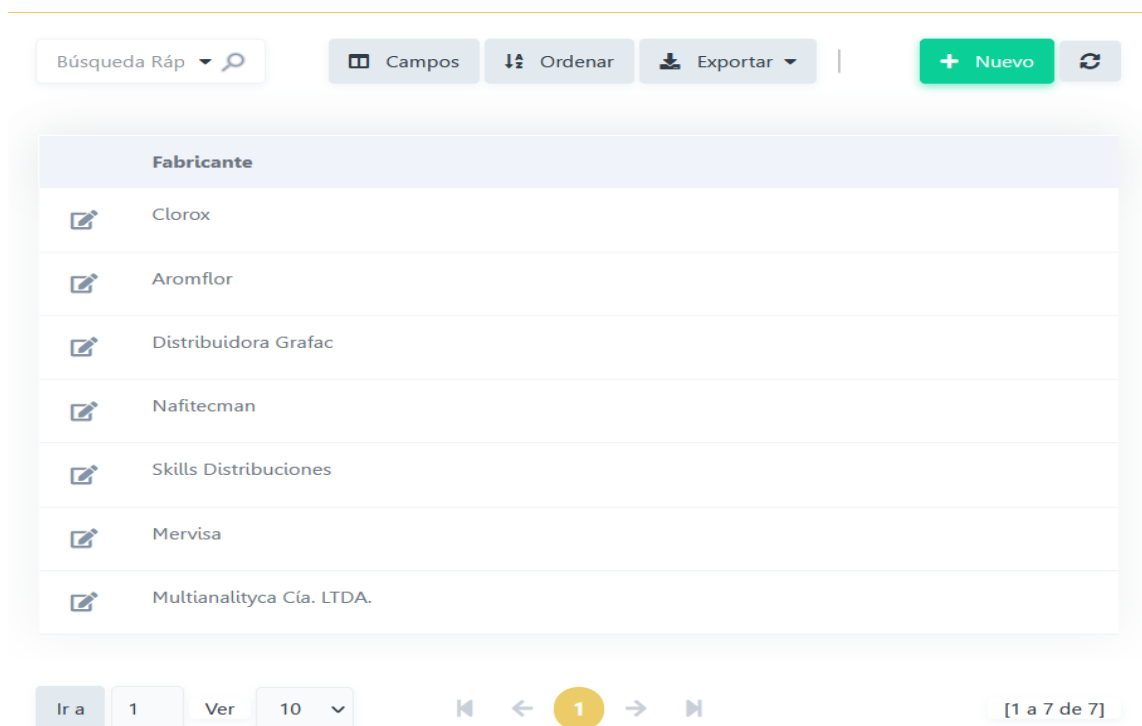 Búsqueda Ráp
Campos
Ordenar
Exportar
Nuevo
Fabricante
Clorox
Aromflor
Distribuidora Grafac
Nafitecman
Skills Distribuciones
Mervisa
Multianalityca Cía. LTDA.
Ir a 1 Ver 10 1 [1 a 7 de 7]